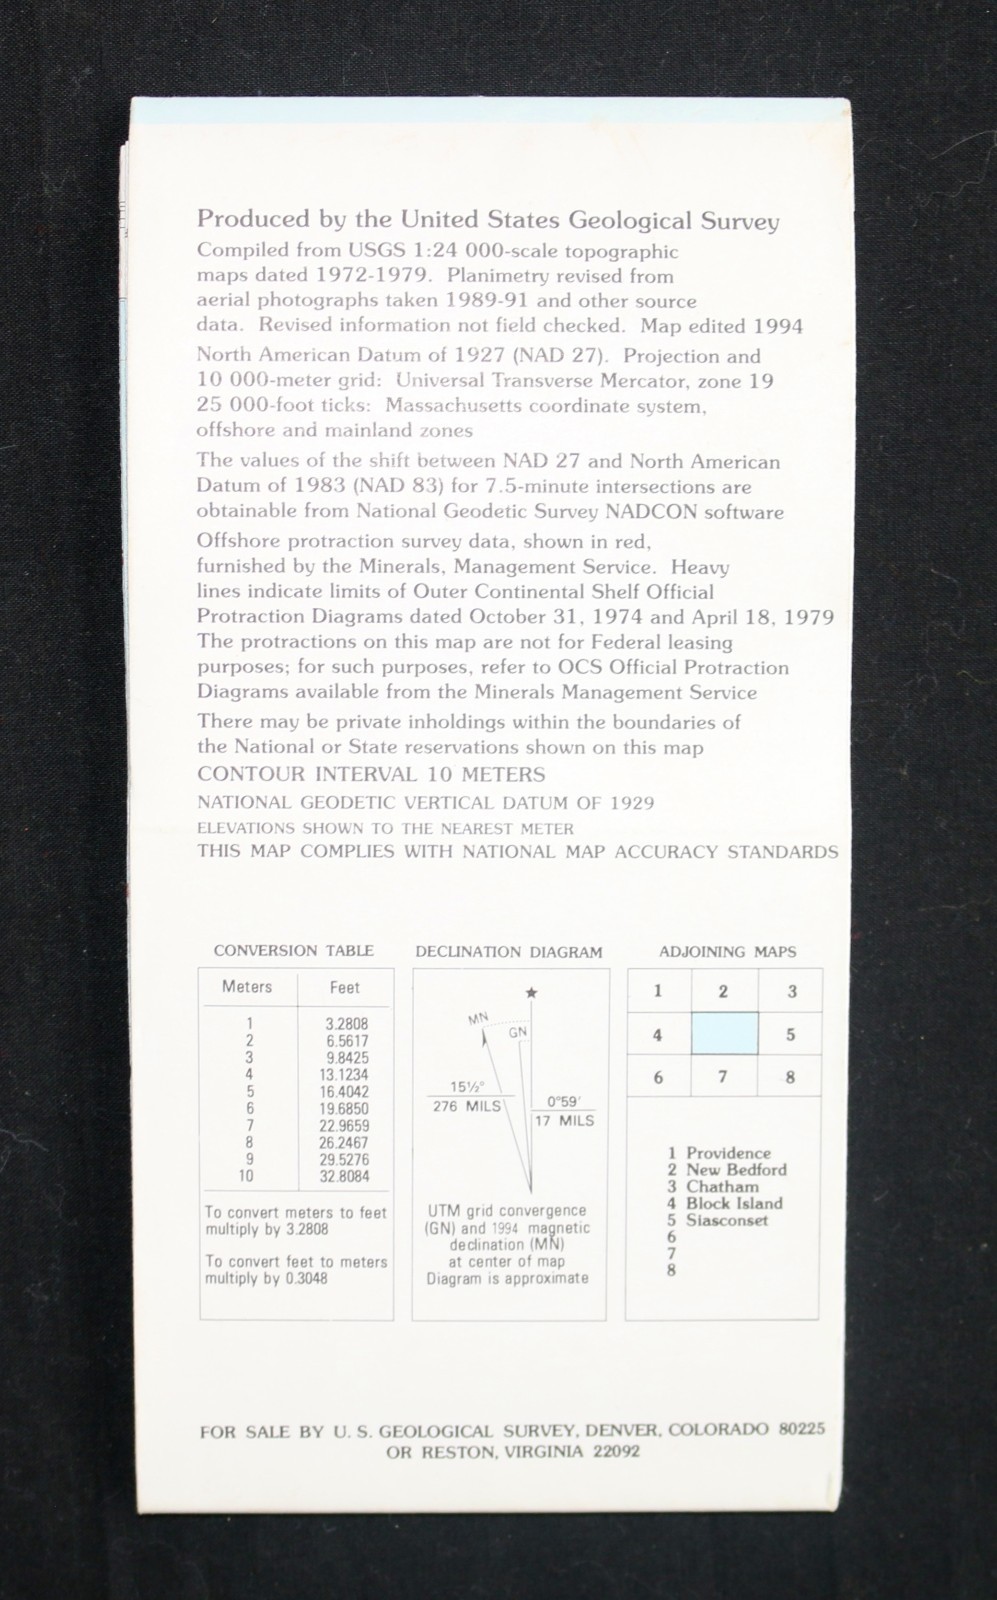 Produced by the United States Geological Survey
Compiled from USGS 1:24 000-scale topographic
maps dated 1972-1979. Planimetry revised from
aerial photographs taken 1989-91 and other source
data. Revised information not field checked. Map edited 1994
North American Datum of 1927 (NAD 27). Projection and
10 000-meter grid: Universal Transverse Mercator, zone 19
25 000-foot ticks: Massachusetts coordinate system,
offshore and mainland zones
The values of the shift between NAD 27 and North American
Datum of 1983 (NAD 83) for 7.5-minute intersections are
obtainable from National Geodetic Survey NADCON software
Offshore protraction survey data, shown in red,
furnished by the Minerals, Management Service. Heavy
lines indicate limits of Outer Continental Shelf Official
Protraction Diagrams dated October 31, 1974 and April 18, 1979
The protractions on this map are not for Federal leasing
purposes; for such purposes, refer to OCS Official Protraction
Diagrams available from the Minerals Management Service
There may be private inholdings within the boundaries of
the National or State reservations shown on this map
CONTOUR INTERVAL 10 METERS
NATIONAL GEODETIC VERTICAL DATUM OF 1929
ELEVATIONS SHOWN TO THE NEAREST METER
THIS MAP COMPLIES WITH NATIONAL MAP ACCURACY STANDARDS
CONVERSION TABLE
Meters Feet
1 3.2808
2 6.5617
3 9.8425
4 13.1234
5 16.4042
6 19.6850
7 22.9659
8 26.2467
9 29.5276
10 32.8084
To convert meters to feet
multiply by 3.2808
To convert feet to meters
multiply by 0.3048
DECLINATION DIAGRAM
MN
GN
15½°
276 MILS
0°59′
17 MILS
UTM grid convergence
(GN) and 1994 magnetic
declination (MN)
at center of map
Diagram is approximate
ADJOINING MAPS
1 2 3
4 5
6 7 8
1 Providence
2 New Bedford
3 Chatham
4 Block Island
5 Siasconset
6
7
8
FOR SALE BY U. S. GEOLOGICAL SURVEY, DENVER, COLORADO 80225
OR RESTON, VIRGINIA 22092